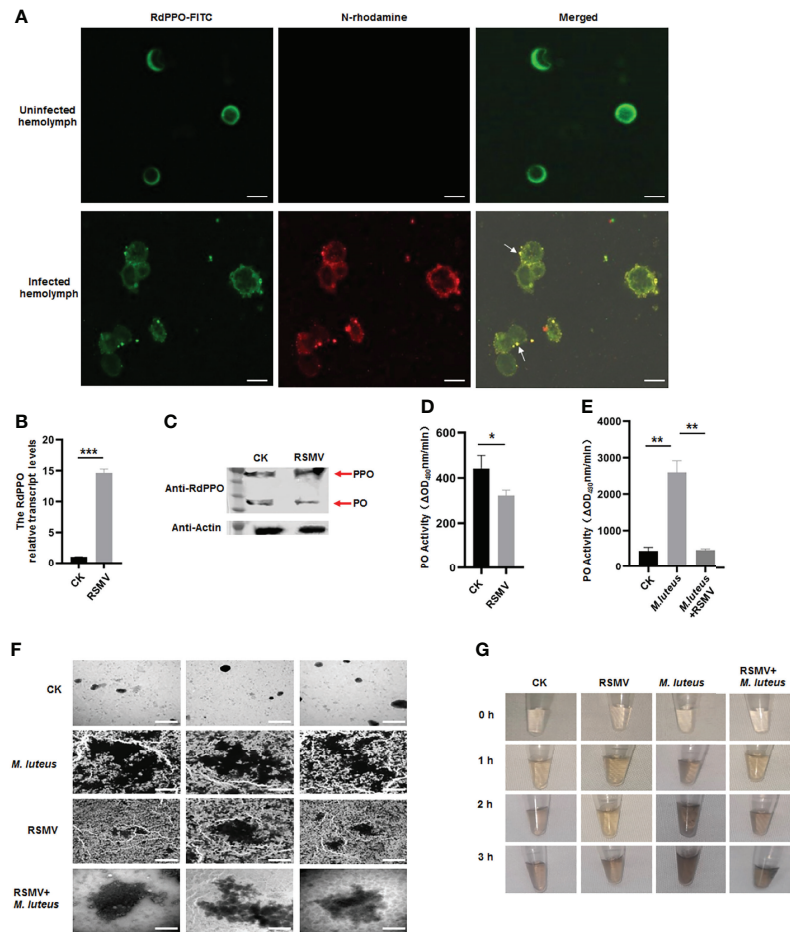 A
RdPPO-FITC
N-rhodamine
Merged
Uninfected
hemolymph
Infected
hemolymph
B
The RdPPO
relative transcript levels
20
15
10
5
0
***
CK
RSMV
C
CK
RSMV
Anti-RdPPO
PPO
PO
Anti-Actin
D
PO Activity（ΔOD490nm/min）
600
400
200
0
*
CK
RSMV
E
PO Activity（ΔOD490nm/min）
4000
3000
2000
1000
0
**
**
CK
M.luteus
M.luteus
+RSMV
F
CK
M. luteus
RSMV
RSMV+
M. luteus
G
CK
RSMV
M. luteus
RSMV+
M. luteus
0 h
1 h
2 h
3 h